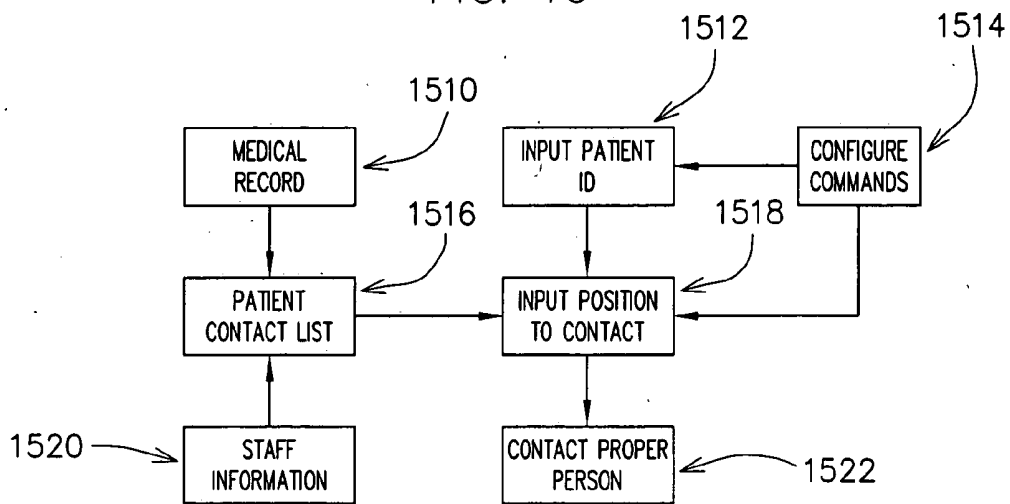 1512
1514
1510
MEDICAL
RECORD
INPUT PATIENT
ID
CONFIGURE
COMMANDS
1516
1518
PATIENT
CONTACT LIST
INPUT POSITION
TO CONTACT
1520
STAFF
INFORMATION
CONTACT PROPER
PERSON
1522